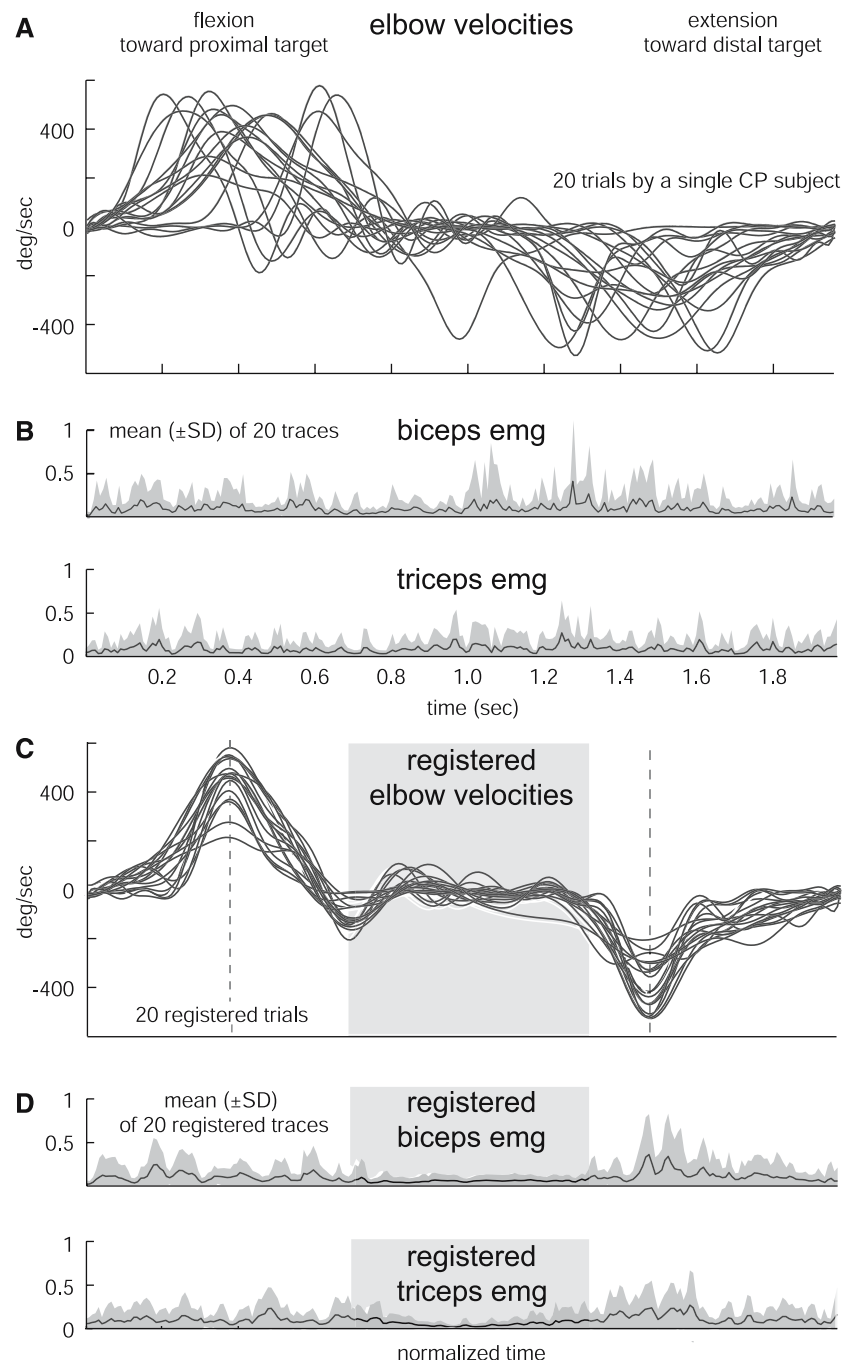 A
flexion
toward proximal target
elbow velocities
extension
toward distal target
400
0
-400
deg/sec
20 trials by a single CP subject
B
mean (±SD) of 20 traces
biceps emg
1
0.5
triceps emg
1
0.5
0
0.2 0.4 0.6 0.8 1.0 1.2 1.4 1.6 1.8
time (sec)
C
registered
elbow velocities
400
0
-400
deg/sec
20 registered trials
D
mean (±SD)
of 20 registered traces
registered
biceps emg
1
0.5
registered
triceps emg
1
0.5
0
normalized time